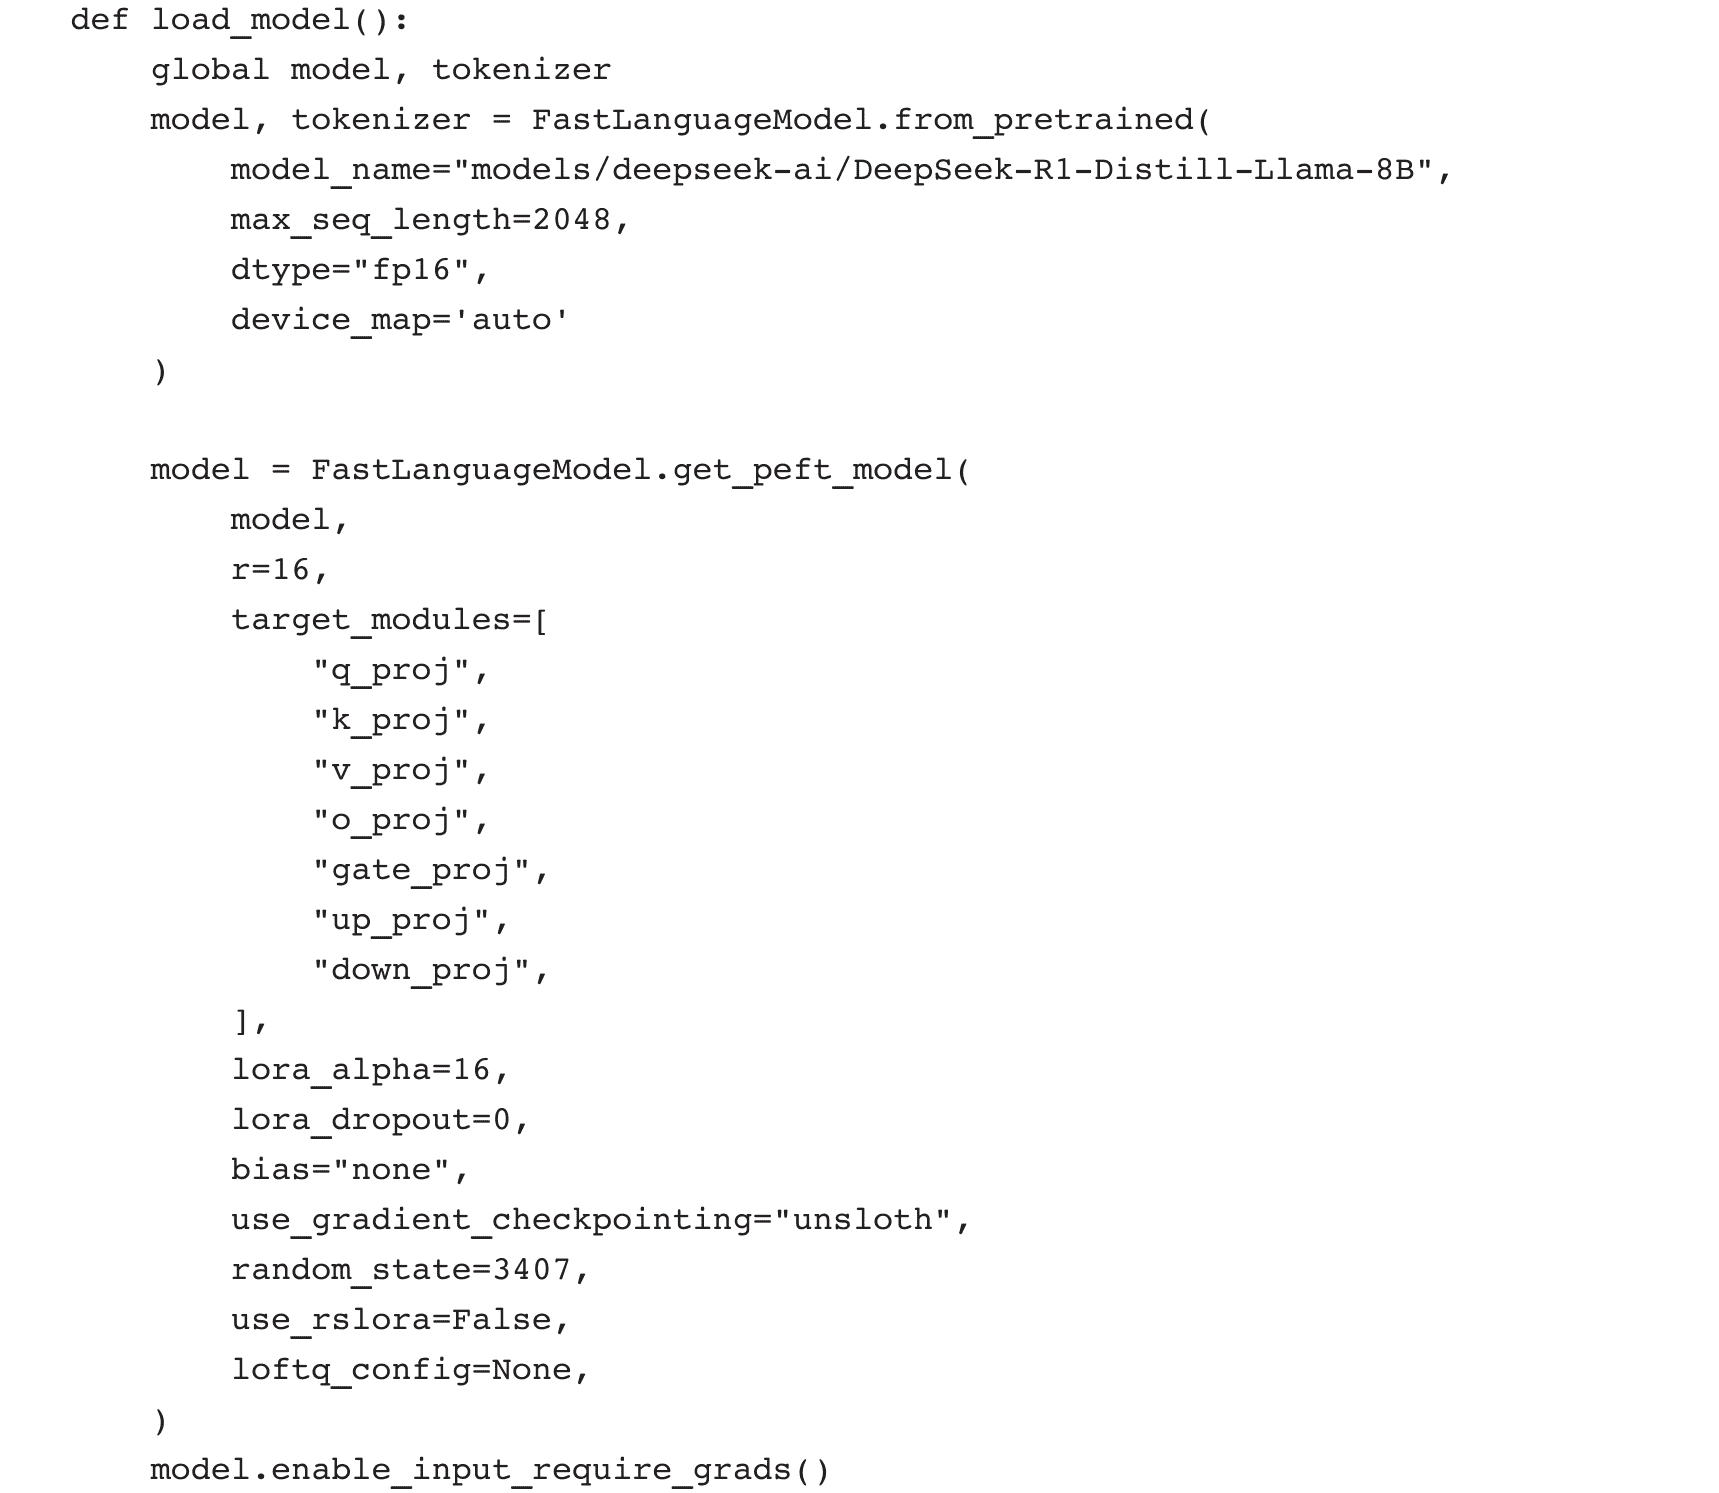 def load_model():
    global model, tokenizer
    model, tokenizer = FastLanguageModel.from_pretrained(
        model_name="models/deepseek-ai/DeepSeek-R1-Distill-Llama-8B",
        max_seq_length=2048,
        dtype="fp16",
        device_map='auto'
    )

    model = FastLanguageModel.get_peft_model(
        model,
        r=16,
        target_modules=[
            "q_proj",
            "k_proj",
            "v_proj",
            "o_proj",
            "gate_proj",
            "up_proj",
            "down_proj",
        ],
        lora_alpha=16,
        lora_dropout=0,
        bias="none",
        use_gradient_checkpointing="unsloth",
        random_state=3407,
        use_rslora=False,
        loftq_config=None,
    )
    model.enable_input_require_grads()